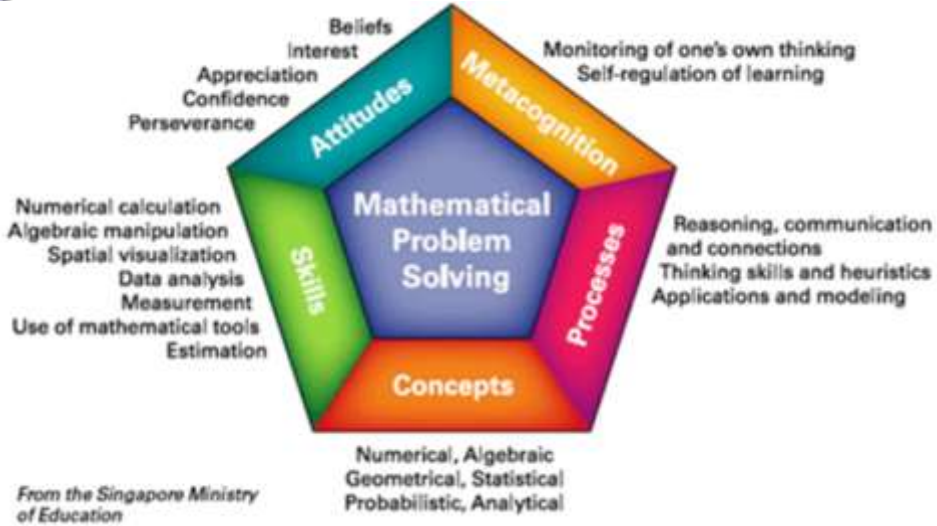 Beliefs
Interest
Appreciation
Confidence
Perseverance
Attitudes
Metacognition
Monitoring of one's own thinking
Self-regulation of learning
Numerical calculation
Algebraic manipulation
Spatial visualization
Data analysis
Measurement
Use of mathematical tools
Estimation
Skills
Mathematical
Problem
Solving
Processes
Reasoning, communication
and connections
Thinking skills and heuristics
Applications and modeling
Concepts
Numerical, Algebraic
Geometrical, Statistical
Probabilistic, Analytical
From the Singapore Ministry
of Education